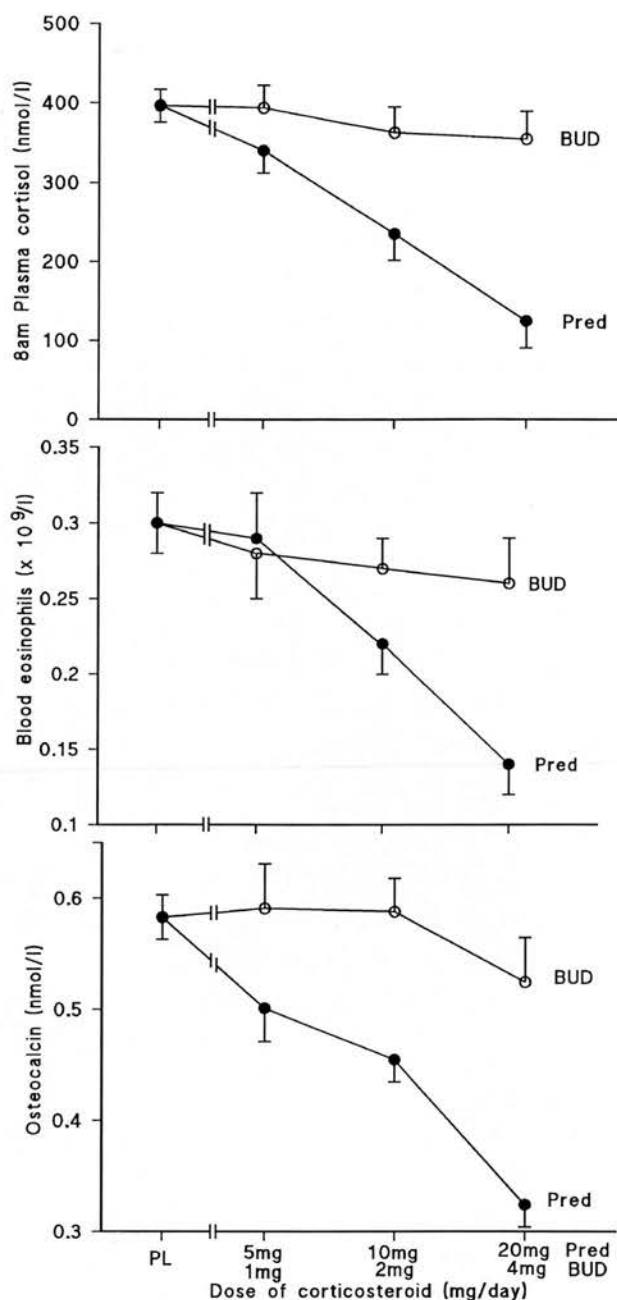 8am Plasma cortisol (nmol/l)
500
400
300
200
100
0
BUD
Pred
Blood eosinophils (x 10⁹/l)
0.35
0.3
0.25
0.2
0.15
0.1
BUD
Pred
Osteocalcin (nmol/l)
0.6
0.5
0.4
0.3
BUD
Pred
PL 5mg 10mg 20mg Pred
1mg 2mg 4mg BUD
Dose of corticosteroid (mg/day)